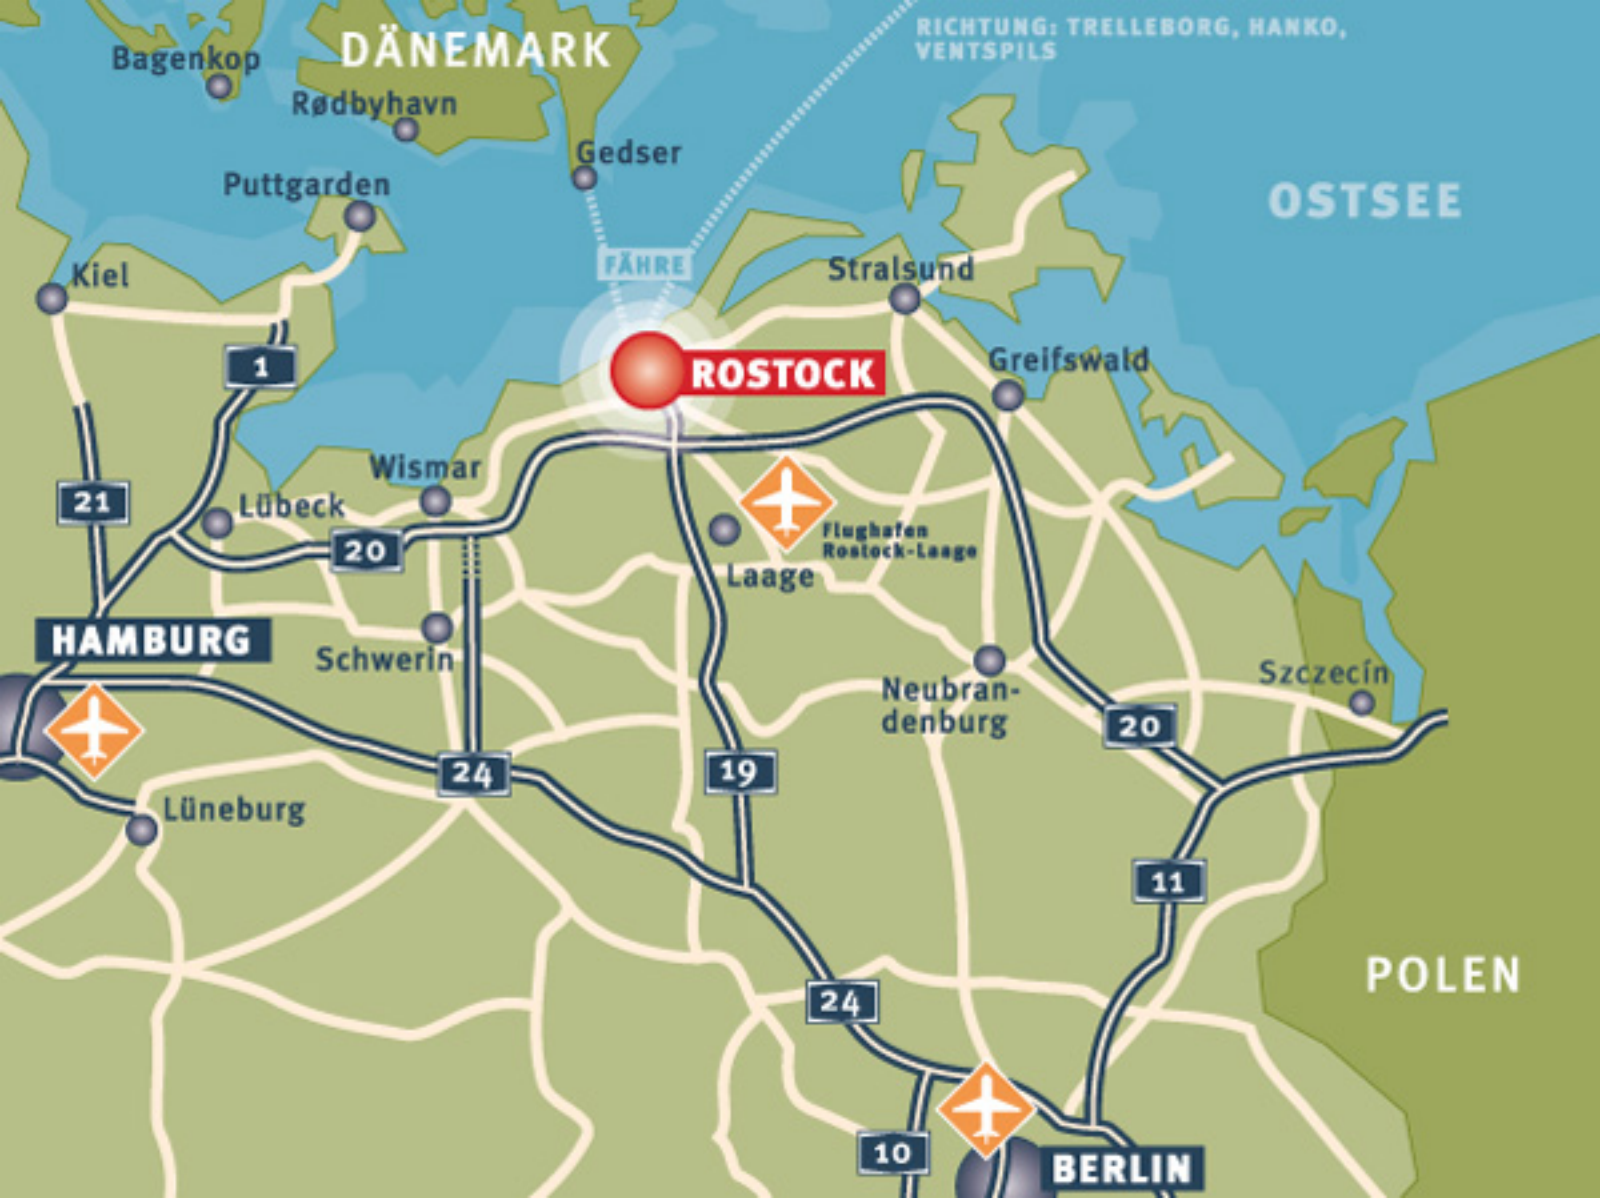 RICHTUNG: TRELLEBORG, HANKO,
VENTSPILS
DÄNEMARK
Bagenkop
Rødbyhavn
Gedser
Puttgarden
OSTSEE
FÄHRE
Stralsund
Kiel
1
ROSTOCK
Greifswald
Wismar
21
Lübeck
20
Flughafen
Rostock-Laage
Laage
HAMBURG
Schwerin
Szczecín
Neubran-
denburg
20
24
19
Lüneburg
11
POLEN
24
10
BERLIN